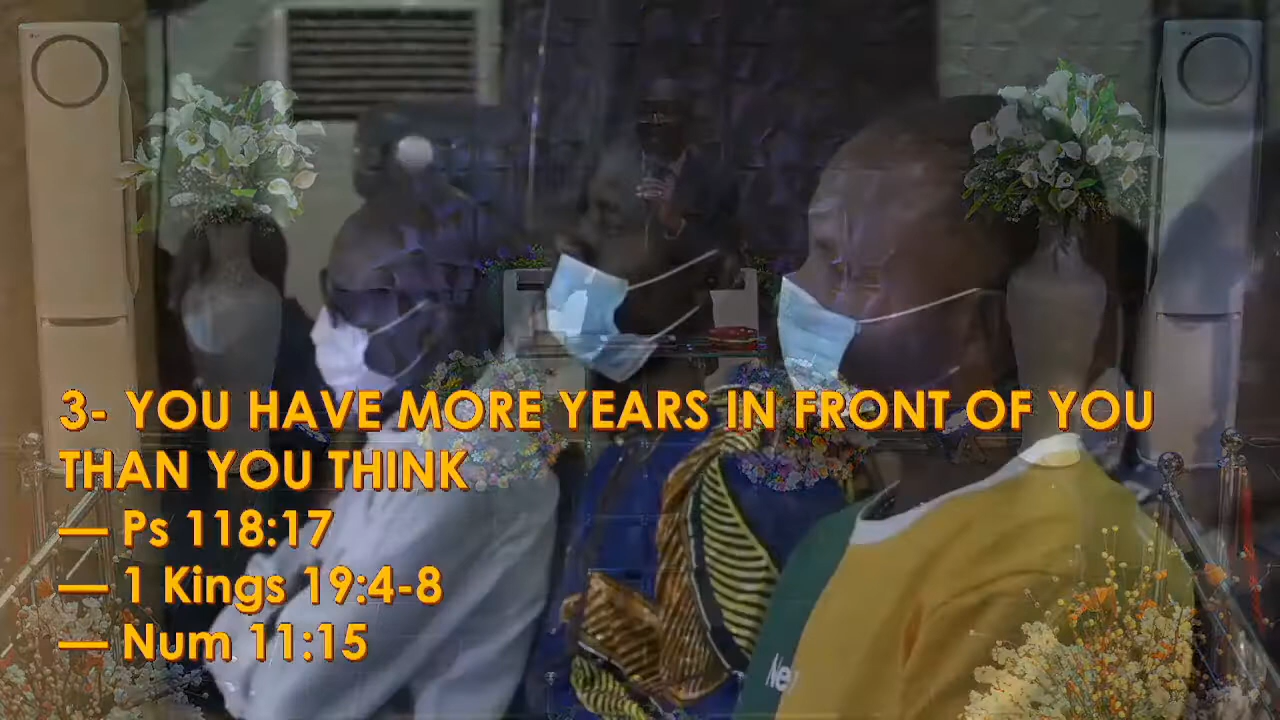 3- YOU HAVE MORE YEARS IN FRONT OF YOU
THAN YOU THINK
— Ps 118:17
— 1 Kings 19:4-8
— Num 11:15